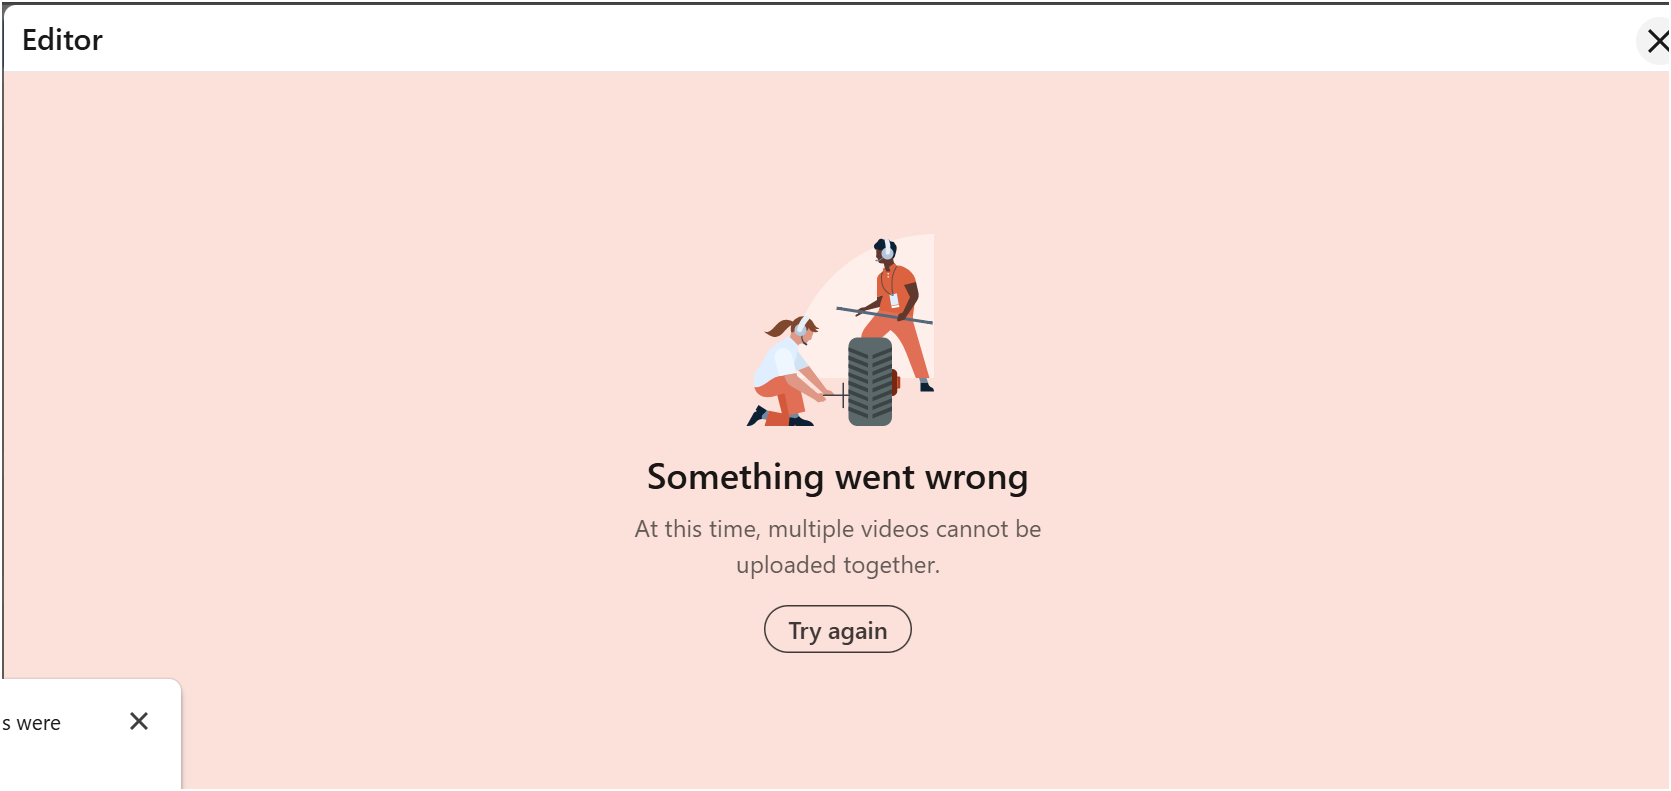 Editor
Something went wrong
At this time, multiple videos cannot be
uploaded together.
Try again
s were